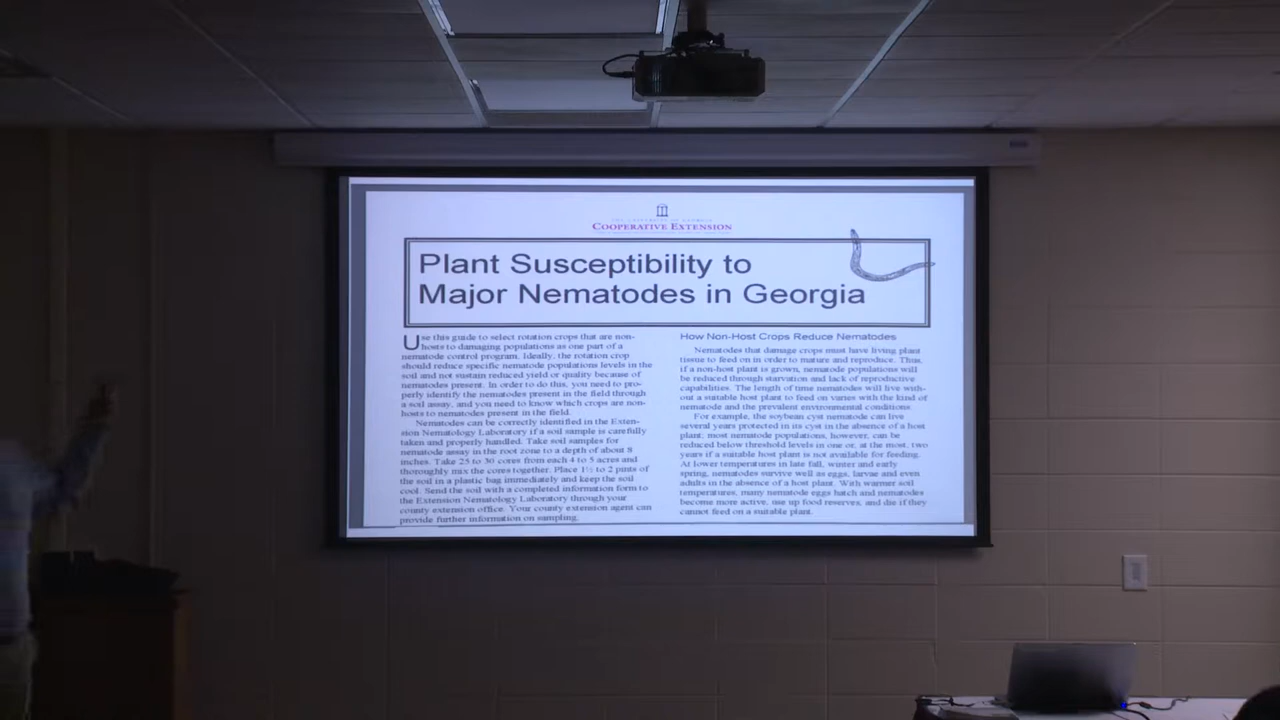 THE UNIVERSITY OF GEORGIA
COOPERATIVE EXTENSION
Plant Susceptibility to
Major Nematodes in Georgia
Use this guide to select rotation crops that are non-
hosts to damaging populations as one part of a
nematode control program. Ideally, the rotation crop
should reduce specific nematode populations levels in the
soil and not sustain reduced yield or quality because of
nematodes present. In order to do this, you need to pro-
perly identify the nematodes present in the field through
a soil assay, and you need to know which crops are non-
hosts to nematodes present in the field.
Nematodes can be correctly identified in the Exten-
sion Nematology Laboratory if a soil sample is carefully
taken and properly handled. Take soil samples for
nematode assay in the root zone to a depth of about 8
inches. Take 25 to 30 cores from each 4 to 5 acres and
thoroughly mix the cores together. Place 1½ to 2 pints of
the soil in a plastic bag immediately and keep the soil
cool. Send the soil with a completed information form to
the Extension Nematology Laboratory through your
county extension office. Your county extension agent can
provide further information on sampling.
How Non-Host Crops Reduce Nematodes
Nematodes that damage crops must have living plant
tissue to feed on in order to mature and reproduce. Thus,
if a non-host plant is grown, nematode populations will
be reduced through starvation and lack of reproductive
capabilities. The length of time nematodes will live with-
out a suitable host plant to feed on varies with the kind of
nematode and the prevalent environmental conditions.
For example, the soybean cyst nematode can live
several years protected in its cyst in the absence of a host
plant; most nematode populations, however, can be
reduced below threshold levels in one or, at the most, two
years if a suitable host plant is not available for feeding.
At lower temperatures in late fall, winter and early
spring, nematodes survive well as eggs, larvae and even
adults in the absence of a host plant. With warmer soil
temperatures, many nematode eggs hatch and nematodes
become more active, use up food reserves, and die if they
cannot feed on a suitable plant.